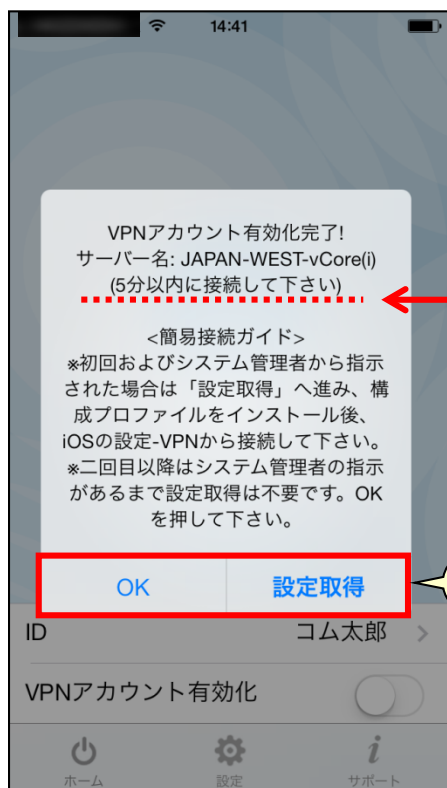 14:41
VPNアカウント有効化完了!
サーバー名: JAPAN-WEST-vCore(i)
(5分以内に接続して下さい)
<簡易接続ガイド>
※初回およびシステム管理者から指示
された場合は「設定取得」へ進み、構
成プロファイルをインストール後、
iOSの設定-VPNから接続して下さい。
※二回目以降はシステム管理者の指示
があるまで設定取得は不要です。OK
を押して下さい。
OK 設定取得
ID コム太郎
VPNアカウント有効化
ホーム 設定 サポート